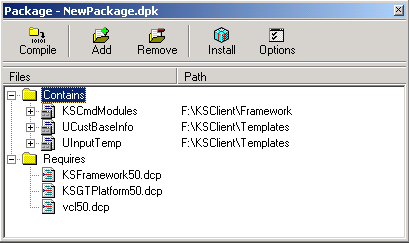 Package - NewPackage.dpk
Compile Add Remove Install Options
Files Path
Contains
KSCmdModules F:\KSClient\Framework
UCustBaseInfo F:\KSClient\Templates
UInputTemp F:\KSClient\Templates
Requires
KSFramework50.dcp
KSGTPlatform50.dcp
vcl50.dcp